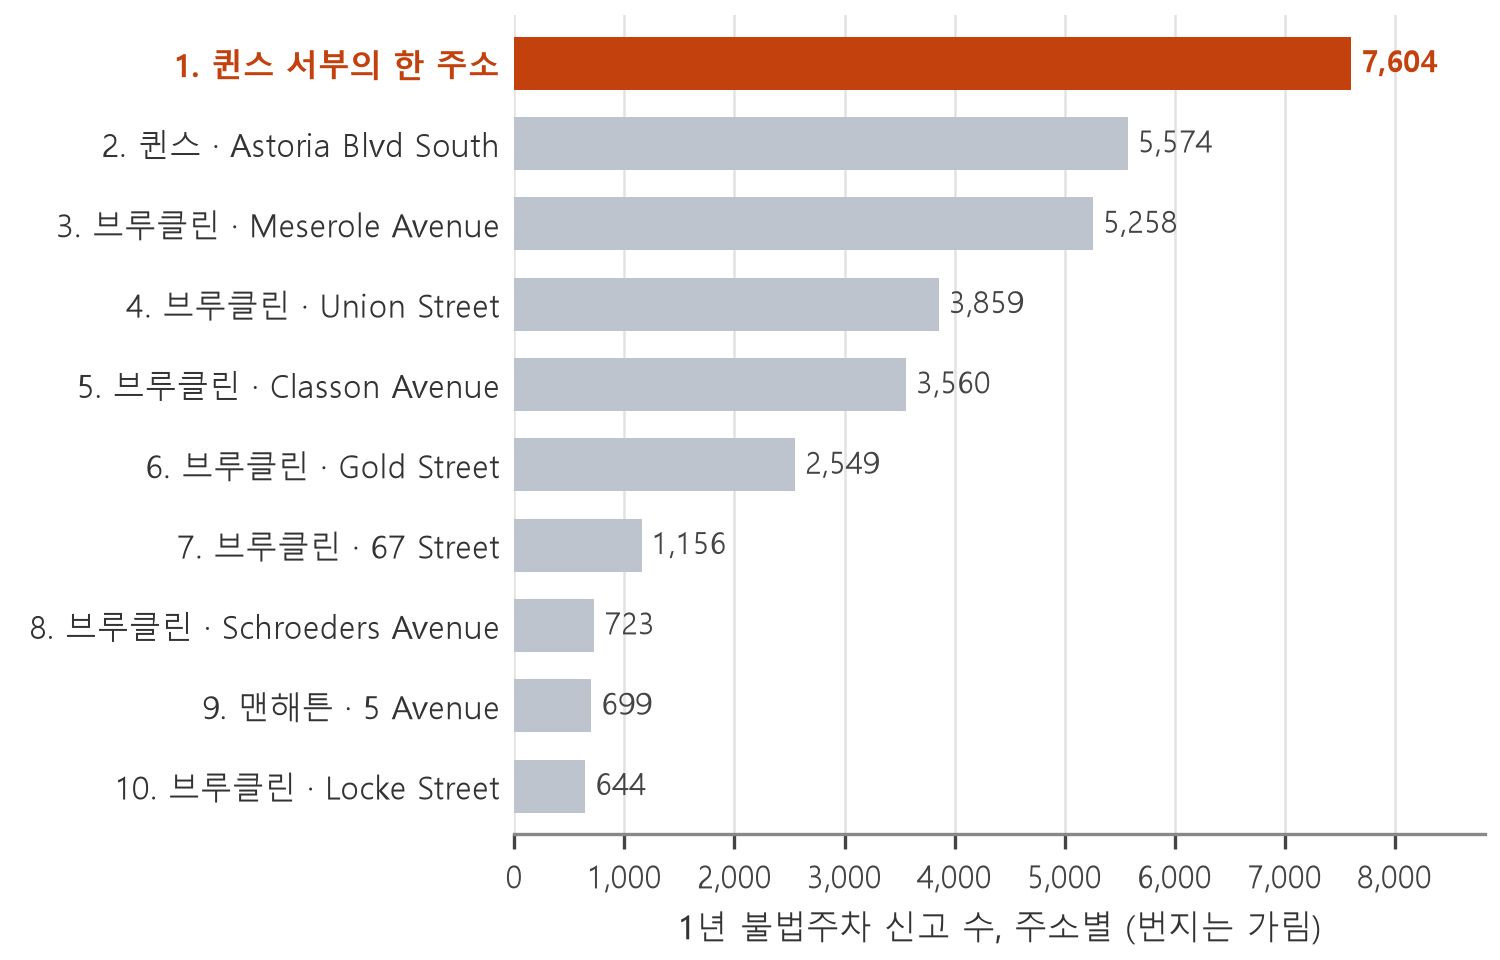 1. 퀸스 서부의 한 주소 7,604
2. 퀸스 · Astoria Blvd South 5,574
3. 브루클린 · Meserole Avenue 5,258
4. 브루클린 · Union Street 3,859
5. 브루클린 · Classon Avenue 3,560
6. 브루클린 · Gold Street 2,549
7. 브루클린 · 67 Street 1,156
8. 브루클린 · Schroeders Avenue 723
9. 맨해튼 · 5 Avenue 699
10. 브루클린 · Locke Street 644
0 1,000 2,000 3,000 4,000 5,000 6,000 7,000 8,000
1년 불법주차 신고 수, 주소별 (번지는 가림)